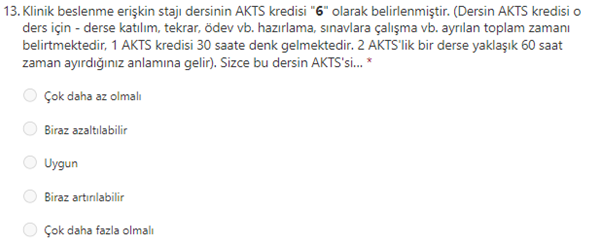 13. Klinik beslenme erişkin stajı dersinin AKTS kredisi "6" olarak belirlenmiştir. (Dersin AKTS kredisi o
ders için - derse katılım, tekrar, ödev vb. hazırlama, sınavlara çalışma vb. ayrılan toplam zamanı
belirtmektedir, 1 AKTS kredisi 30 saate denk gelmektedir. 2 AKTS'lik bir derse yaklaşık 60 saat
zaman ayırdığınız anlamına gelir). Sizce bu dersin AKTS'si... *
Çok daha az olmalı
Biraz azaltılabilir
Uygun
Biraz artırılabilir
Çok daha fazla olmalı